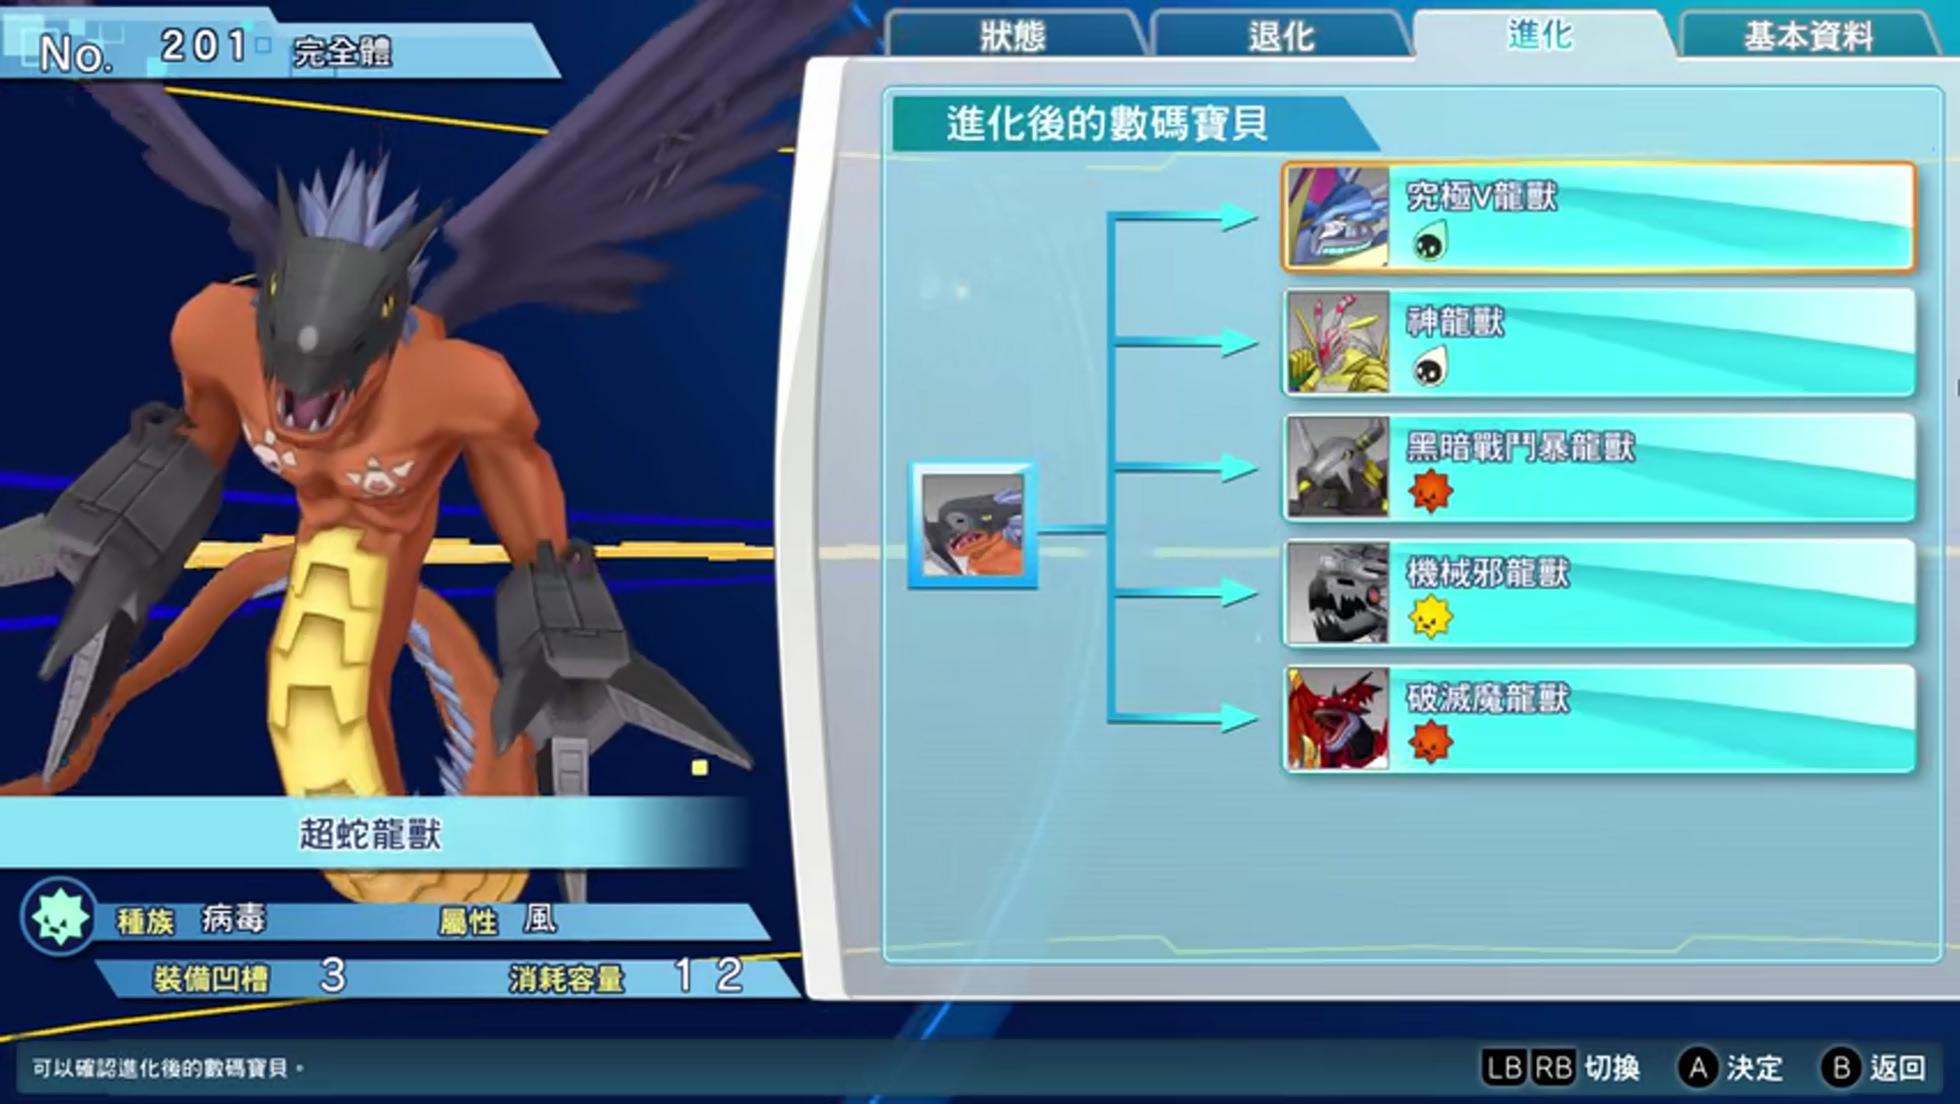 No. 201 完全體
狀態
退化
進化
基本資料
進化後的數碼寶貝
究極V龍獸
神龍獸
黑暗戰鬥暴龍獸
機械邪龍獸
破滅魔龍獸
超蛇龍獸
種族 病毒 屬性 風
裝備凹槽 3 消耗容量 12
可以確認進化後的數碼寶貝。
LB RB 切換 A 決定 B 返回